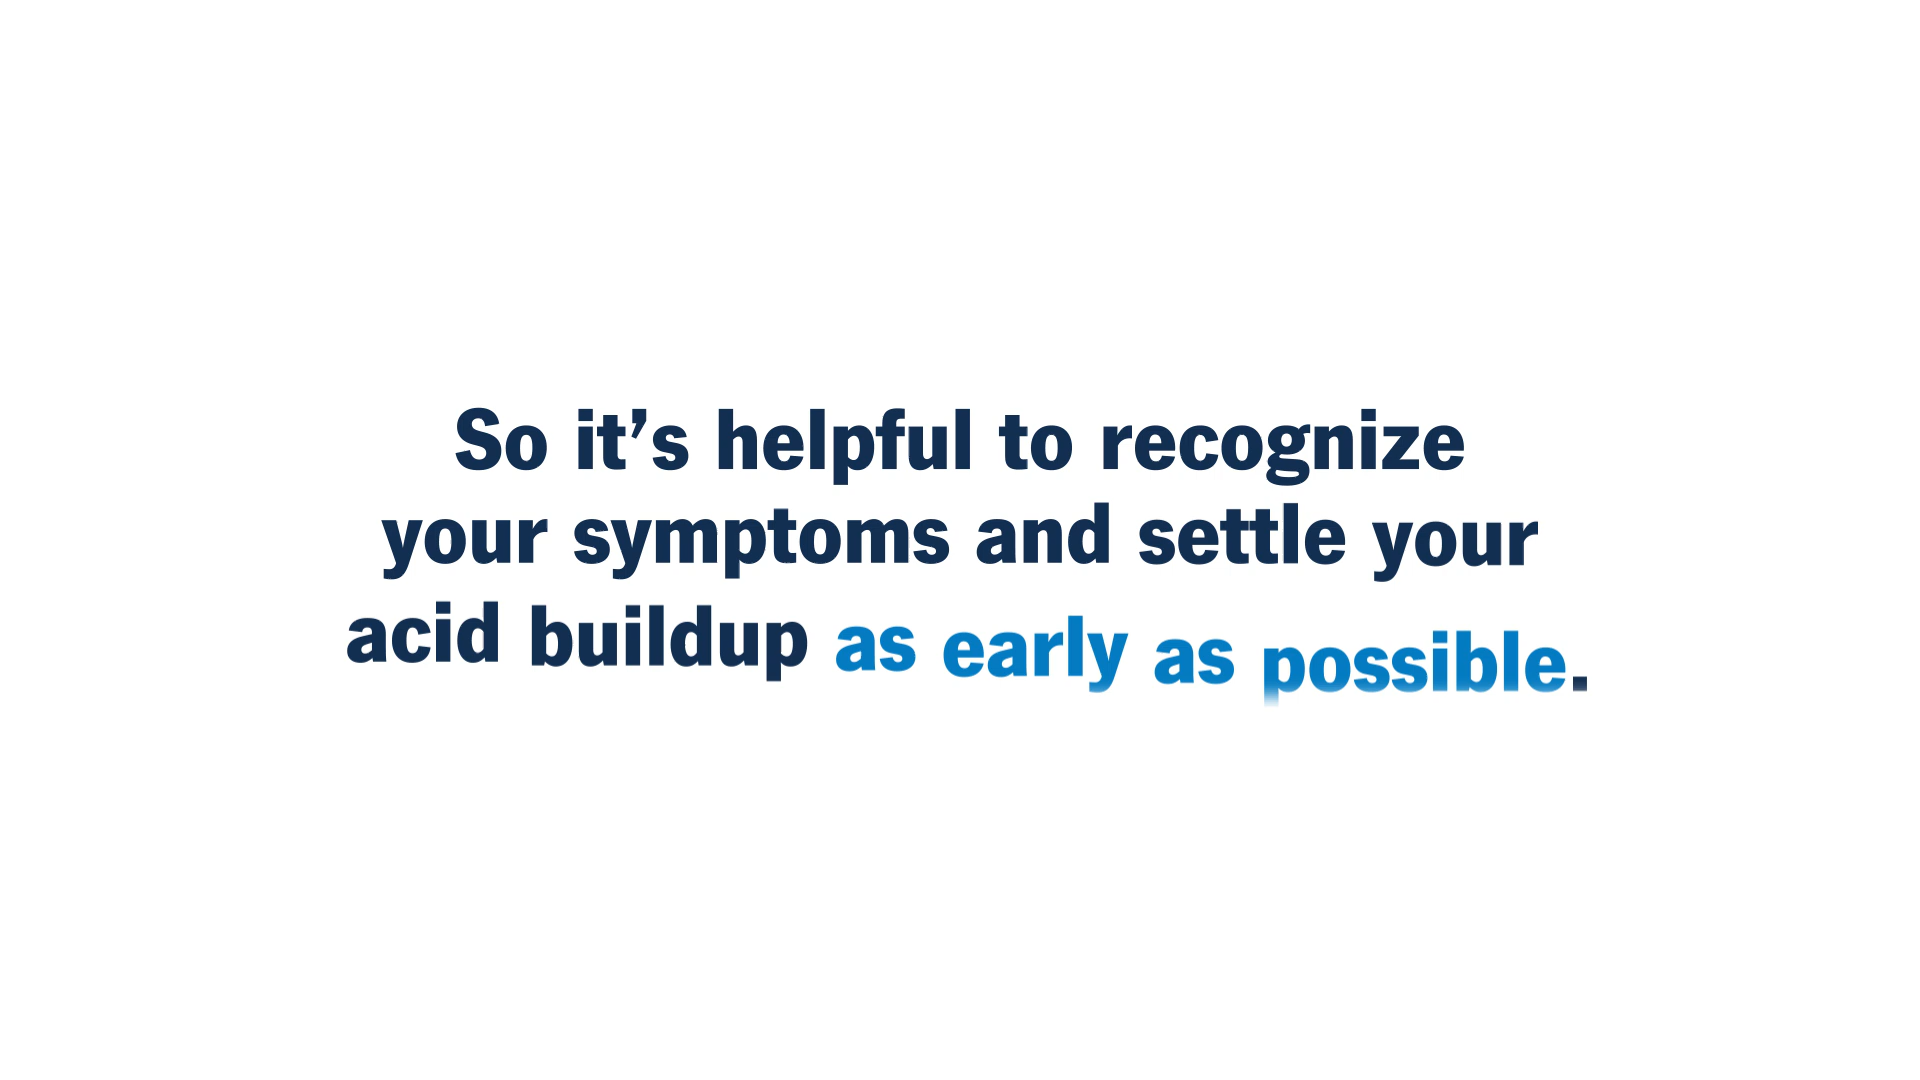 So it’s helpful to recognize
your symptoms and settle your
acid buildup as early as possible.